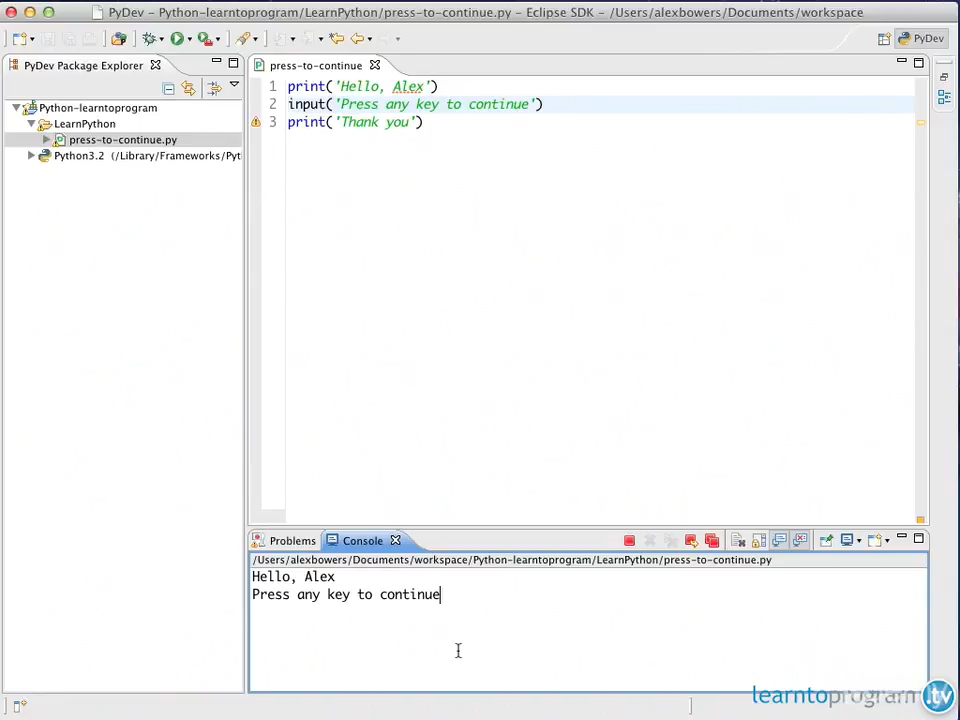 PyDev – Python-learntoprogram/LearnPython/press-to-continue.py – Eclipse SDK – /Users/alexbowers/Documents/workspace
PyDev
PyDev Package Explorer
press-to-continue
Python-learntoprogram
LearnPython
press-to-continue.py
Python3.2 (/Library/Frameworks/Pyt
1 print('Hello, Alex')
2 input('Press any key to continue')
3 print('Thank you')
Problems
Console
/Users/alexbowers/Documents/workspace/Python-learntoprogram/LearnPython/press-to-continue.py
Hello, Alex
Press any key to continue
learntoprogram.tv